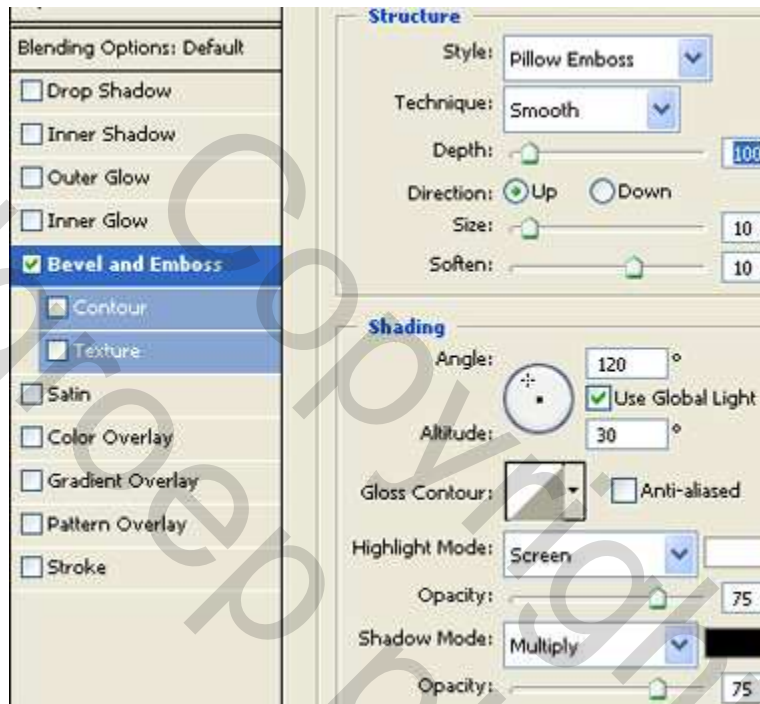 Blending Options: Default
Drop Shadow
Inner Shadow
Outer Glow
Inner Glow
Bevel and Emboss
Contour
Texture
Satin
Color Overlay
Gradient Overlay
Pattern Overlay
Stroke
Structure
Style: Pillow Emboss
Technique: Smooth
Depth: 100
Direction: Up Down
Size: 10
Soften: 10
Shading
Angle: 120 °
Use Global Light
Altitude: 30 °
Gloss Contour: Anti-aliased
Highlight Mode: Screen
Opacity: 75
Shadow Mode: Multiply
Opacity: 75
Copyrigh